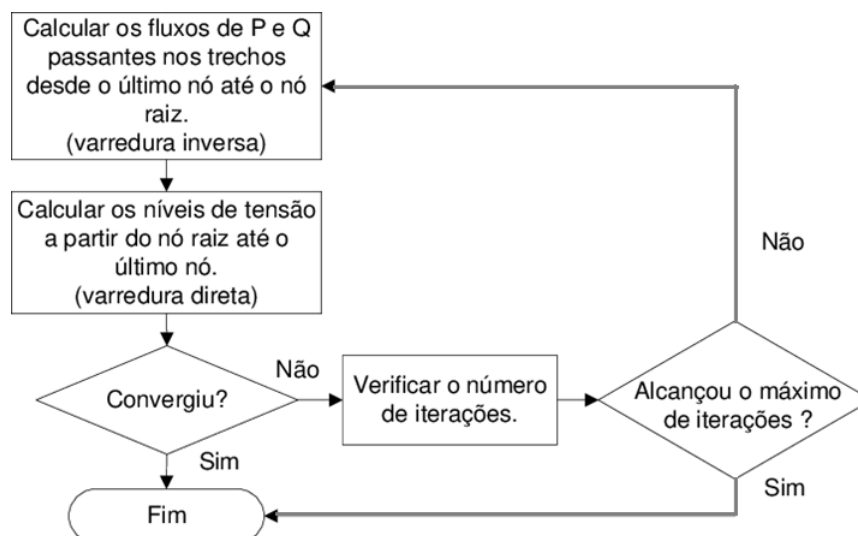 Calcular os fluxos de P e Q
passantes nos trechos
desde o último nó até o nó
raiz.
(varredura inversa)
Calcular os níveis de tensão
a partir do nó raiz até o
último nó.
(varredura direta)
Não
Convergiu?
Não
Verificar o número
de iterações.
Alcançou o máximo
de iterações ?
Sim
Sim
Fim